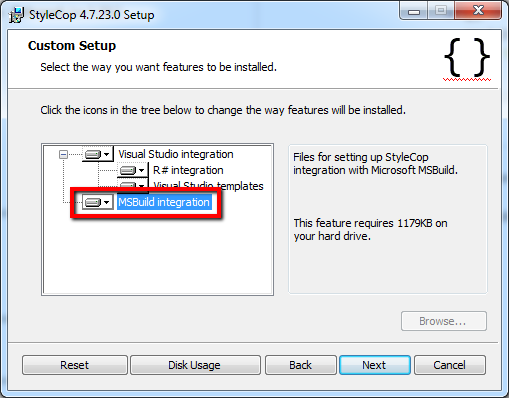 StyleCop 4.7.23.0 Setup
Custom Setup
Select the way you want features to be installed.
{ }
Click the icons in the tree below to change the way features will be installed.
Visual Studio integration
R# integration
Visual Studio templates
MSBuild integration
Files for setting up StyleCop
integration with Microsoft MSBuild.
This feature requires 1179KB on
your hard drive.
Browse...
Reset
Disk Usage
Back
Next
Cancel